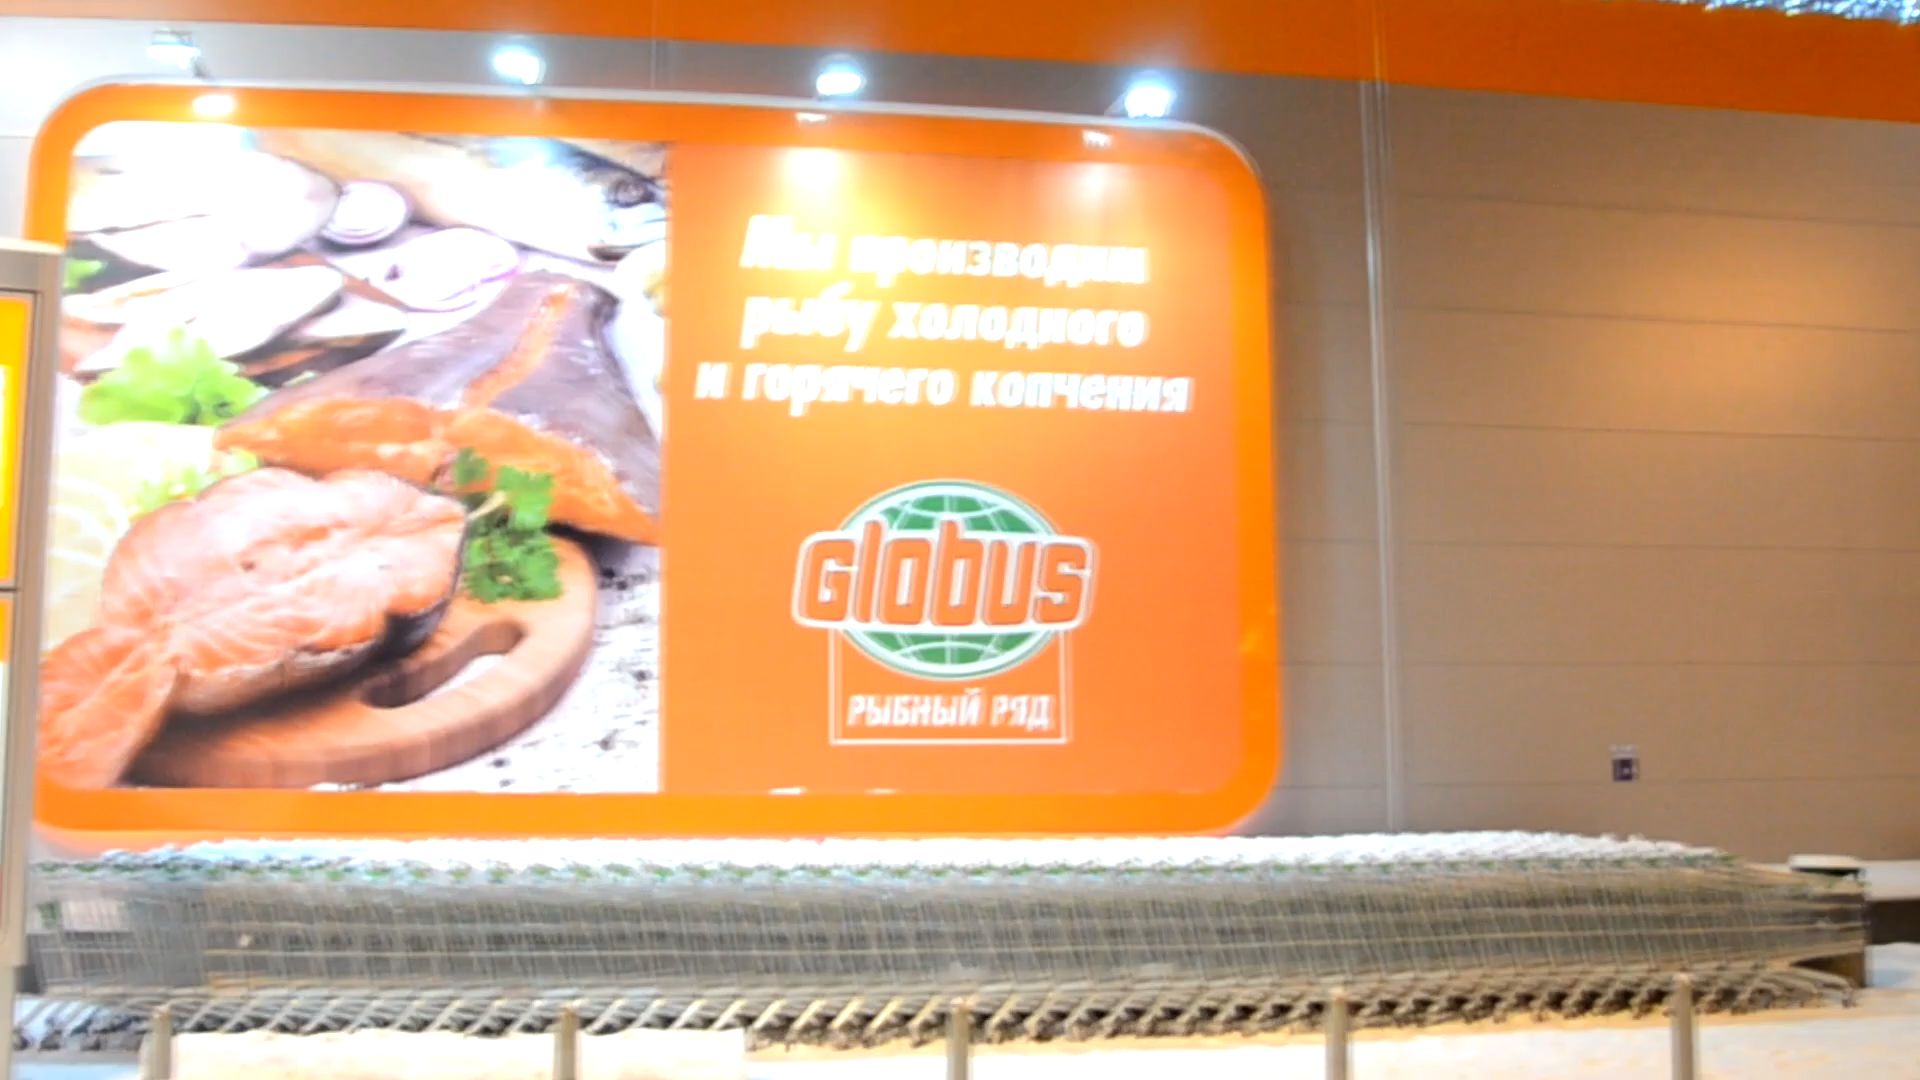 Мы производим
рыбу холодного
и горячего копчения
Globus
РЫБНЫЙ РЯД